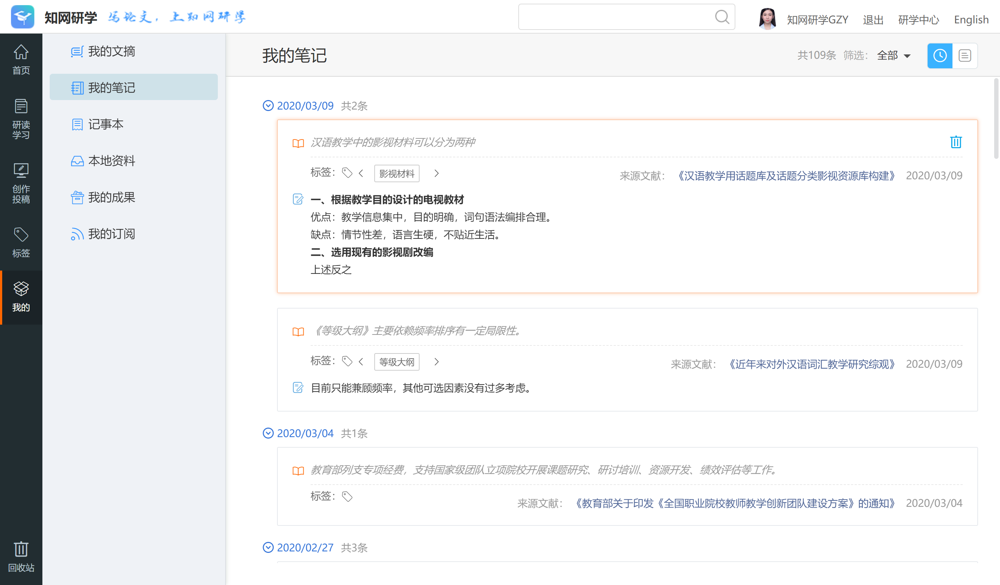 知网研学 写论文，上知网研学
知网研学GZY 退出 研学中心 English
首页
研读
学习
创作
投稿
标签
我的
回收站
我的文摘
我的笔记
记事本
本地资料
我的成果
我的订阅
我的笔记 共109条 筛选： 全部
2020/03/09 共2条
汉语教学中的影视材料可以分为两种
标签： 影视材料 来源文献： 《汉语教学用话题库及话题分类影视资源库构建》 2020/03/09
一、根据教学目的设计的电视教材
优点：教学信息集中，目的明确，词句语法编排合理。
缺点：情节性差，语言生硬，不贴近生活。
二、选用现有的影视剧改编
上述反之
《等级大纲》主要依赖频率排序有一定局限性。
标签： 等级大纲 来源文献： 《近年来对外汉语词汇教学研究综观》 2020/03/09
目前只能兼顾频率，其他可选因素没有过多考虑。
2020/03/04 共1条
教育部列支专项经费，支持国家级团队立项院校开展课题研究、研讨培训、资源开发、绩效评估等工作。
标签： 来源文献： 《教育部关于印发《全国职业院校教师教学创新团队建设方案》的通知》 2020/03/04
2020/02/27 共3条